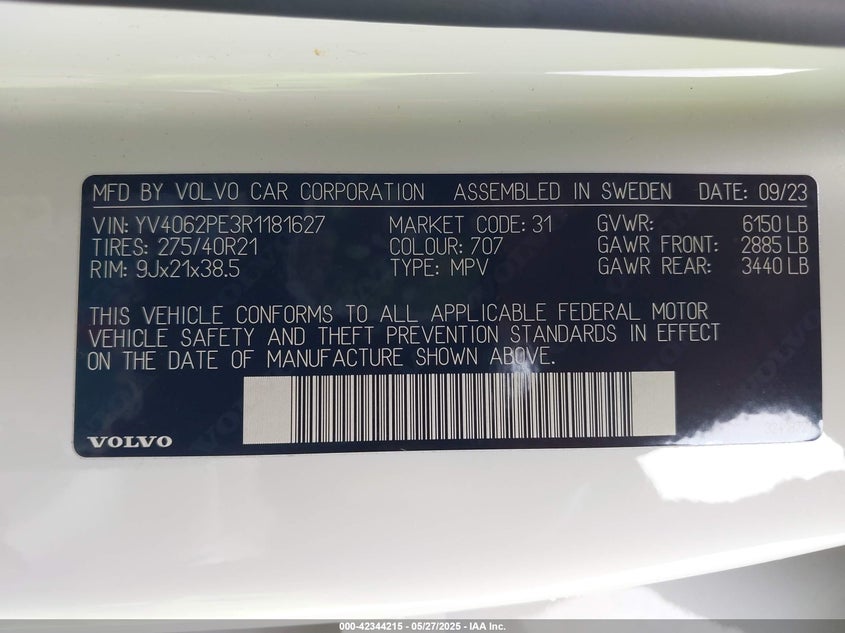 MFD BY VOLVO CAR CORPORATION ASSEMBLED IN SWEDEN DATE: 09/23
VIN: YV4062PE3R1181627 MARKET CODE: 31 GVWR: 6150 LB
TIRES: 275/40R21 COLOUR: 707 GAWR FRONT: 2885 LB
RIM: 9Jx21x38.5 TYPE: MPV GAWR REAR: 3440 LB
THIS VEHICLE CONFORMS TO ALL APPLICABLE FEDERAL MOTOR
VEHICLE SAFETY AND THEFT PREVENTION STANDARDS IN EFFECT
ON THE DATE OF MANUFACTURE SHOWN ABOVE.
VOLVO
000-42344215 - 05/27/2025 - IAA Inc.